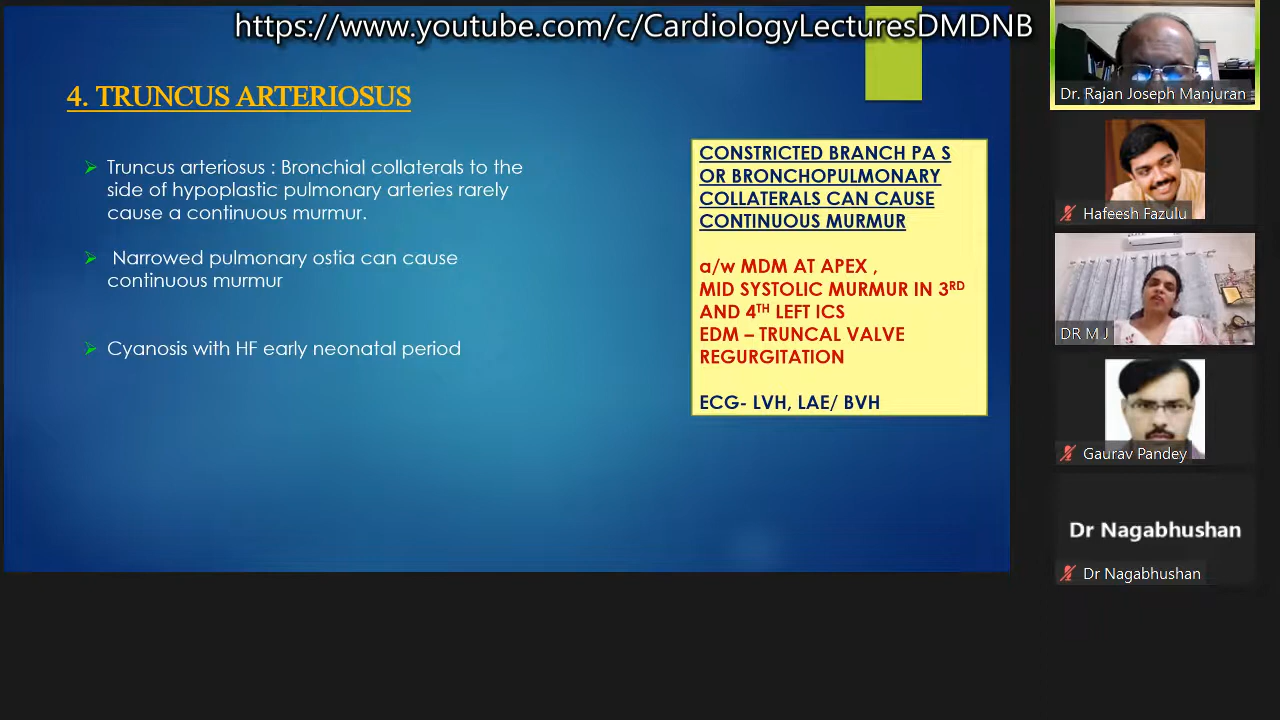 https://www.youtube.com/c/CardiologyLecturesDMDNB
4. TRUNCUS ARTERIOSUS
Truncus arteriosus : Bronchial collaterals to the
side of hypoplastic pulmonary arteries rarely
cause a continuous murmur.
Narrowed pulmonary ostia can cause
continuous murmur
Cyanosis with HF early neonatal period
CONSTRICTED BRANCH PA S
OR BRONCHOPULMONARY
COLLATERALS CAN CAUSE
CONTINUOUS MURMUR
a/w MDM AT APEX ,
MID SYSTOLIC MURMUR IN 3RD
AND 4TH LEFT ICS
EDM – TRUNCAL VALVE
REGURGITATION
ECG- LVH, LAE/ BVH
Dr. Rajan Joseph Manjuran
Hafeesh Fazulu
DR M J
Gaurav Pandey
Dr Nagabhushan
Dr Nagabhushan